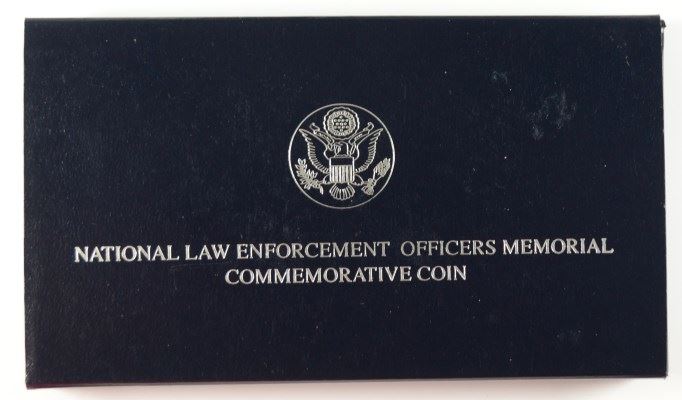 NATIONAL LAW ENFORCEMENT OFFICERS MEMORIAL
COMMEMORATIVE COIN